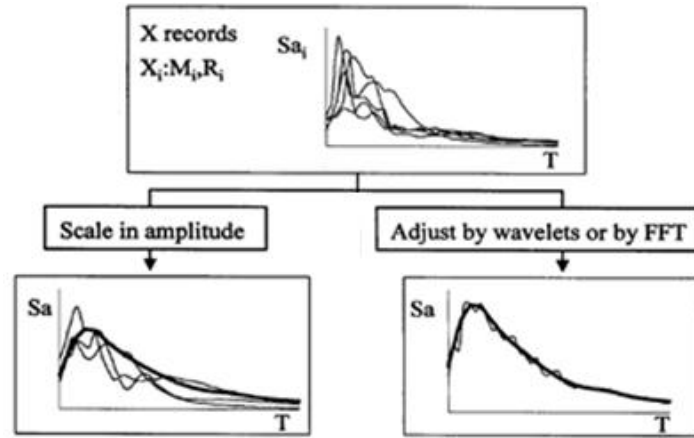 X records
Xi:Mi,Ri
Sai
T
Scale in amplitude
Adjust by wavelets or by FFT
Sa
T
Sa
T